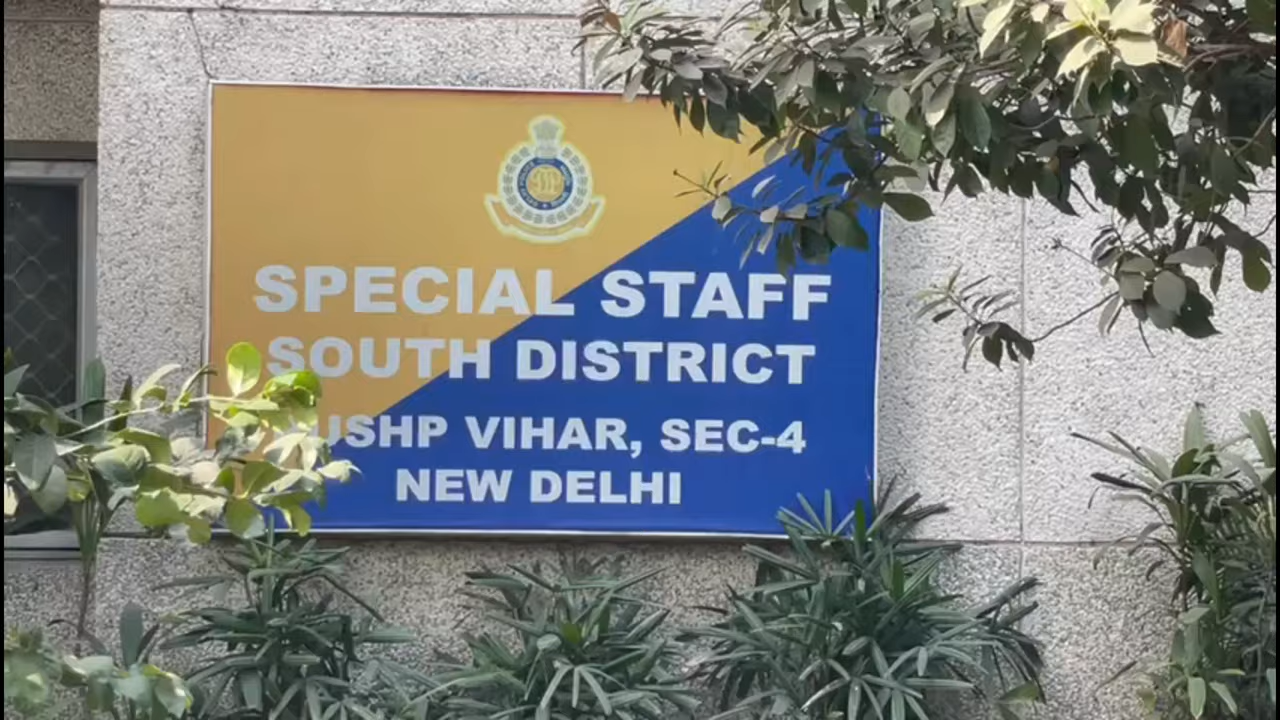 SPECIAL STAFF
SOUTH DISTRICT
USHP VIHAR, SEC-4
NEW DELHI